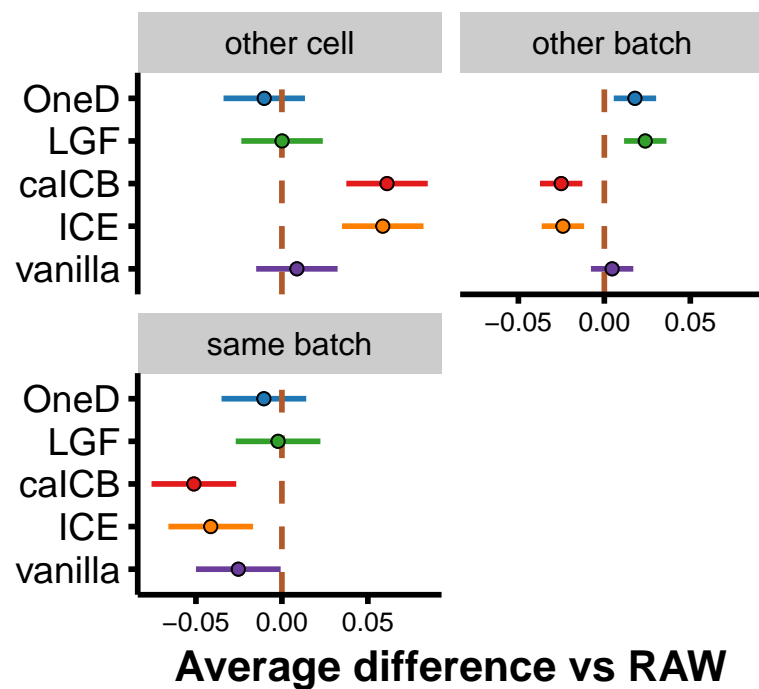 other cell
other batch
OneD
LGF
caICB
ICE
vanilla
−0.05 0.00 0.05
same batch
OneD
LGF
caICB
ICE
vanilla
−0.05 0.00 0.05
Average difference vs RAW